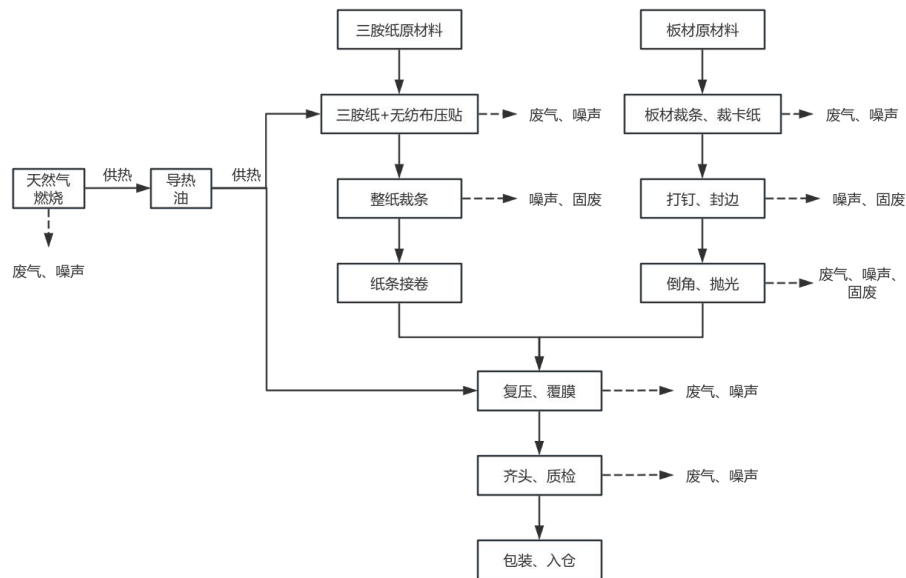 三胺纸原材料
板材原材料
三胺纸+无纺布压贴
废气、噪声
板材裁条、裁卡纸
废气、噪声
天然气
燃烧
供热
导热
油
供热
整纸裁条
噪声、固废
打钉、封边
噪声、固废
废气、噪声
纸条接卷
倒角、抛光
废气、噪声、
固废
复压、覆膜
废气、噪声
齐头、质检
废气、噪声
包装、入仓